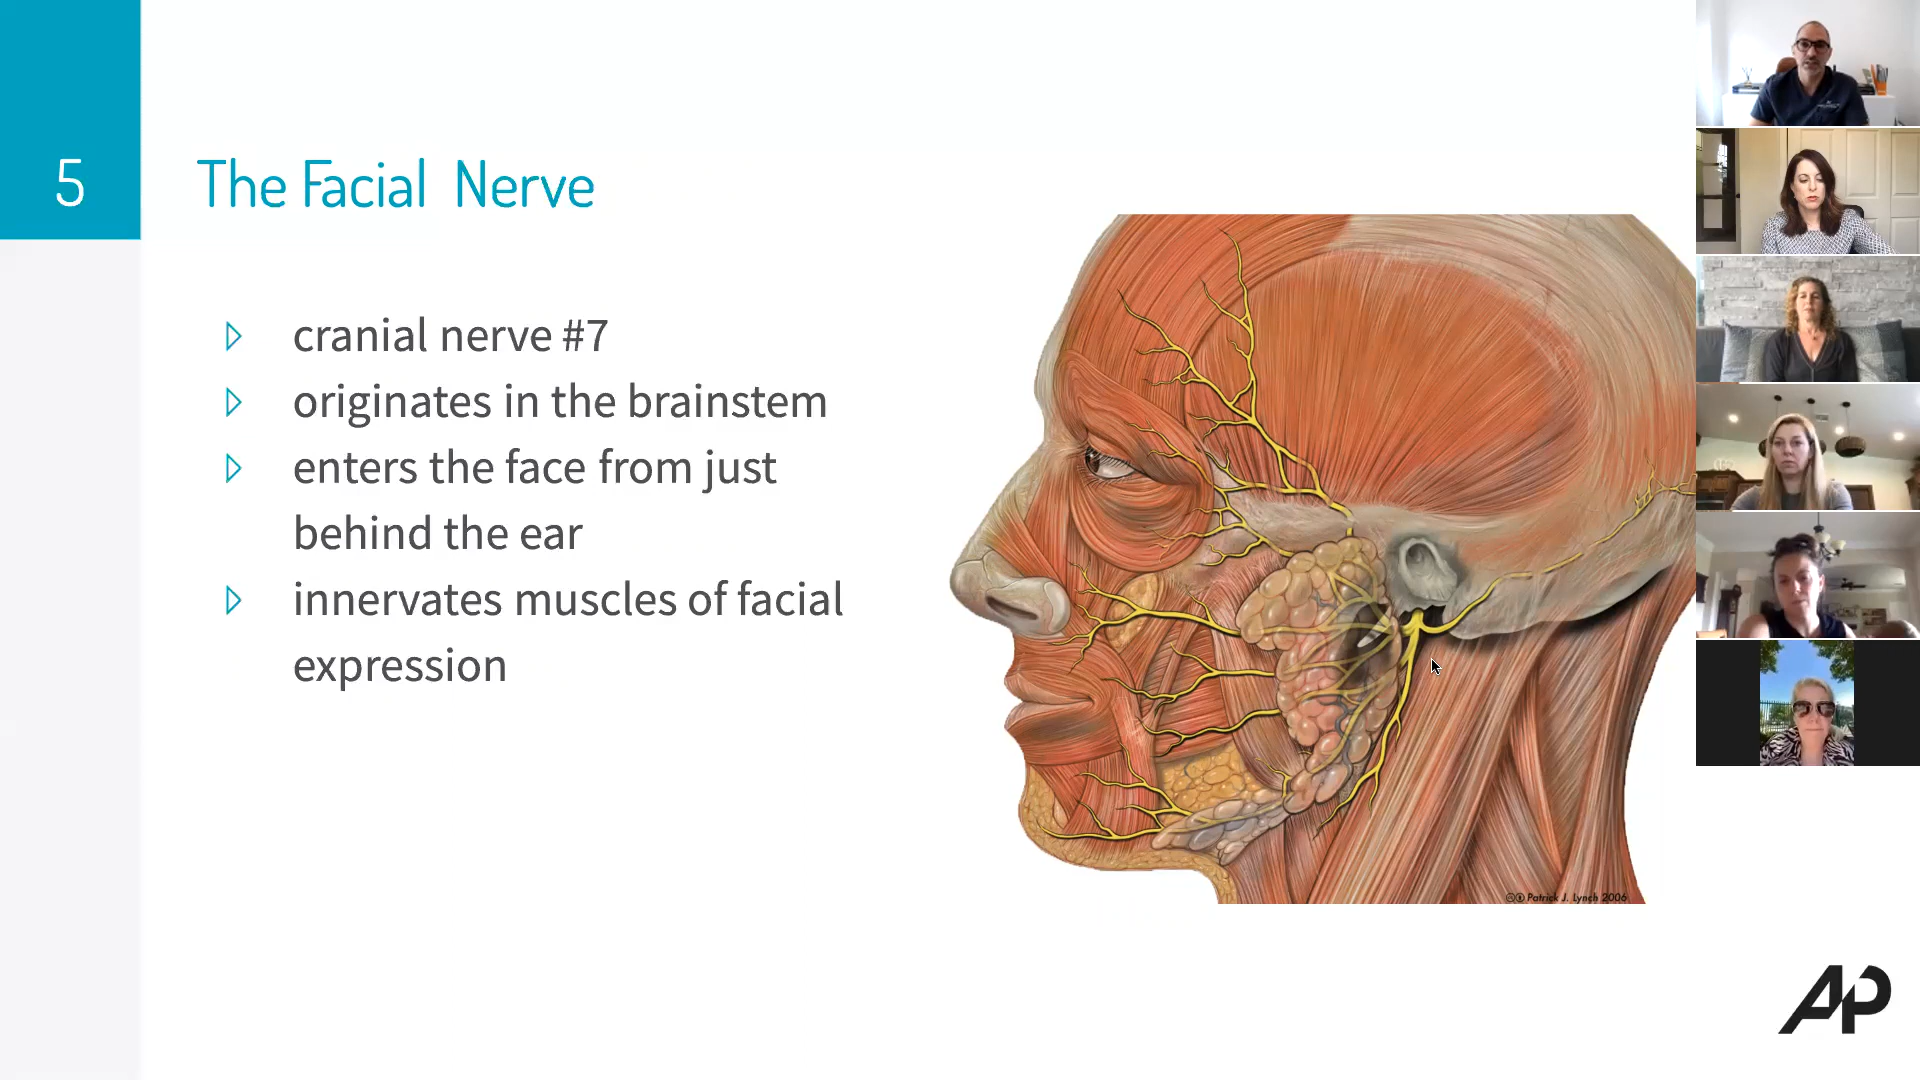 5
The Facial Nerve
cranial nerve #7
originates in the brainstem
enters the face from just
behind the ear
innervates muscles of facial
expression
Patrick J. Lynch 2006
AP